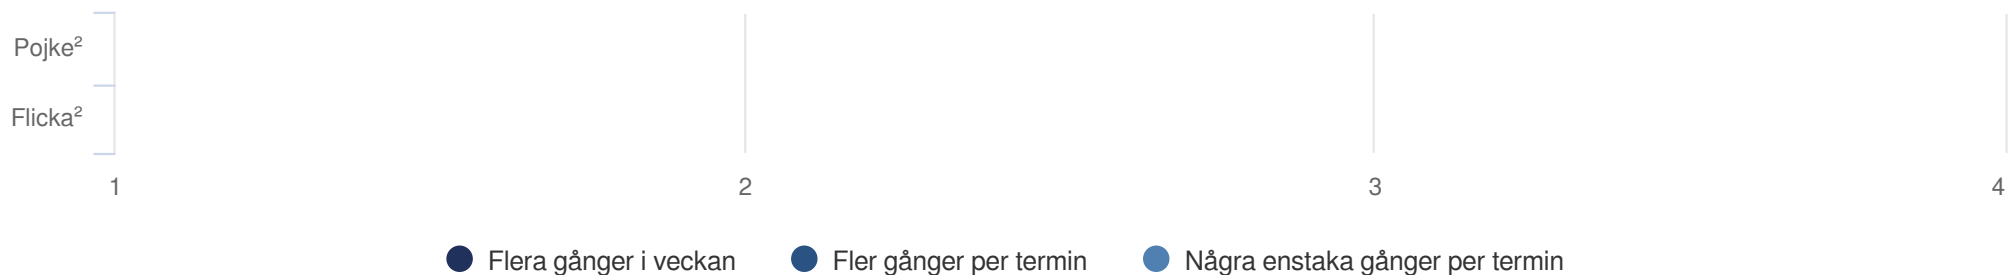 Pojke²
Flicka²
1 2 3 4
Flera gånger i veckan Fler gånger per termin Några enstaka gånger per termin